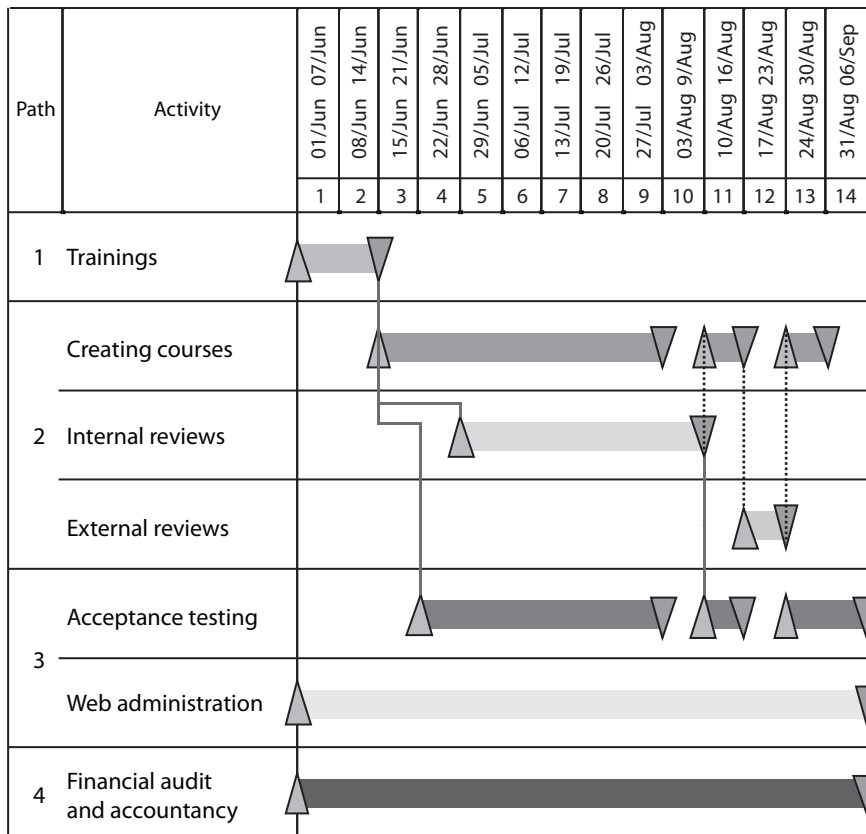 Path
Activity
01/Jun 07/Jun
08/Jun 14/Jun
15/Jun 21/Jun
22/Jun 28/Jun
29/Jun 05/Jul
06/Jul 12/Jul
13/Jul 19/Jul
20/Jul 26/Jul
27/Jul 03/Aug
03/Aug 9/Aug
10/Aug 16/Aug
17/Aug 23/Aug
24/Aug 30/Aug
31/Aug 06/Sep
1 2 3 4 5 6 7 8 9 10 11 12 13 14
1 Trainings
Creating courses
2 Internal reviews
External reviews
Acceptance testing
3
Web administration
4 Financial audit
and accountancy